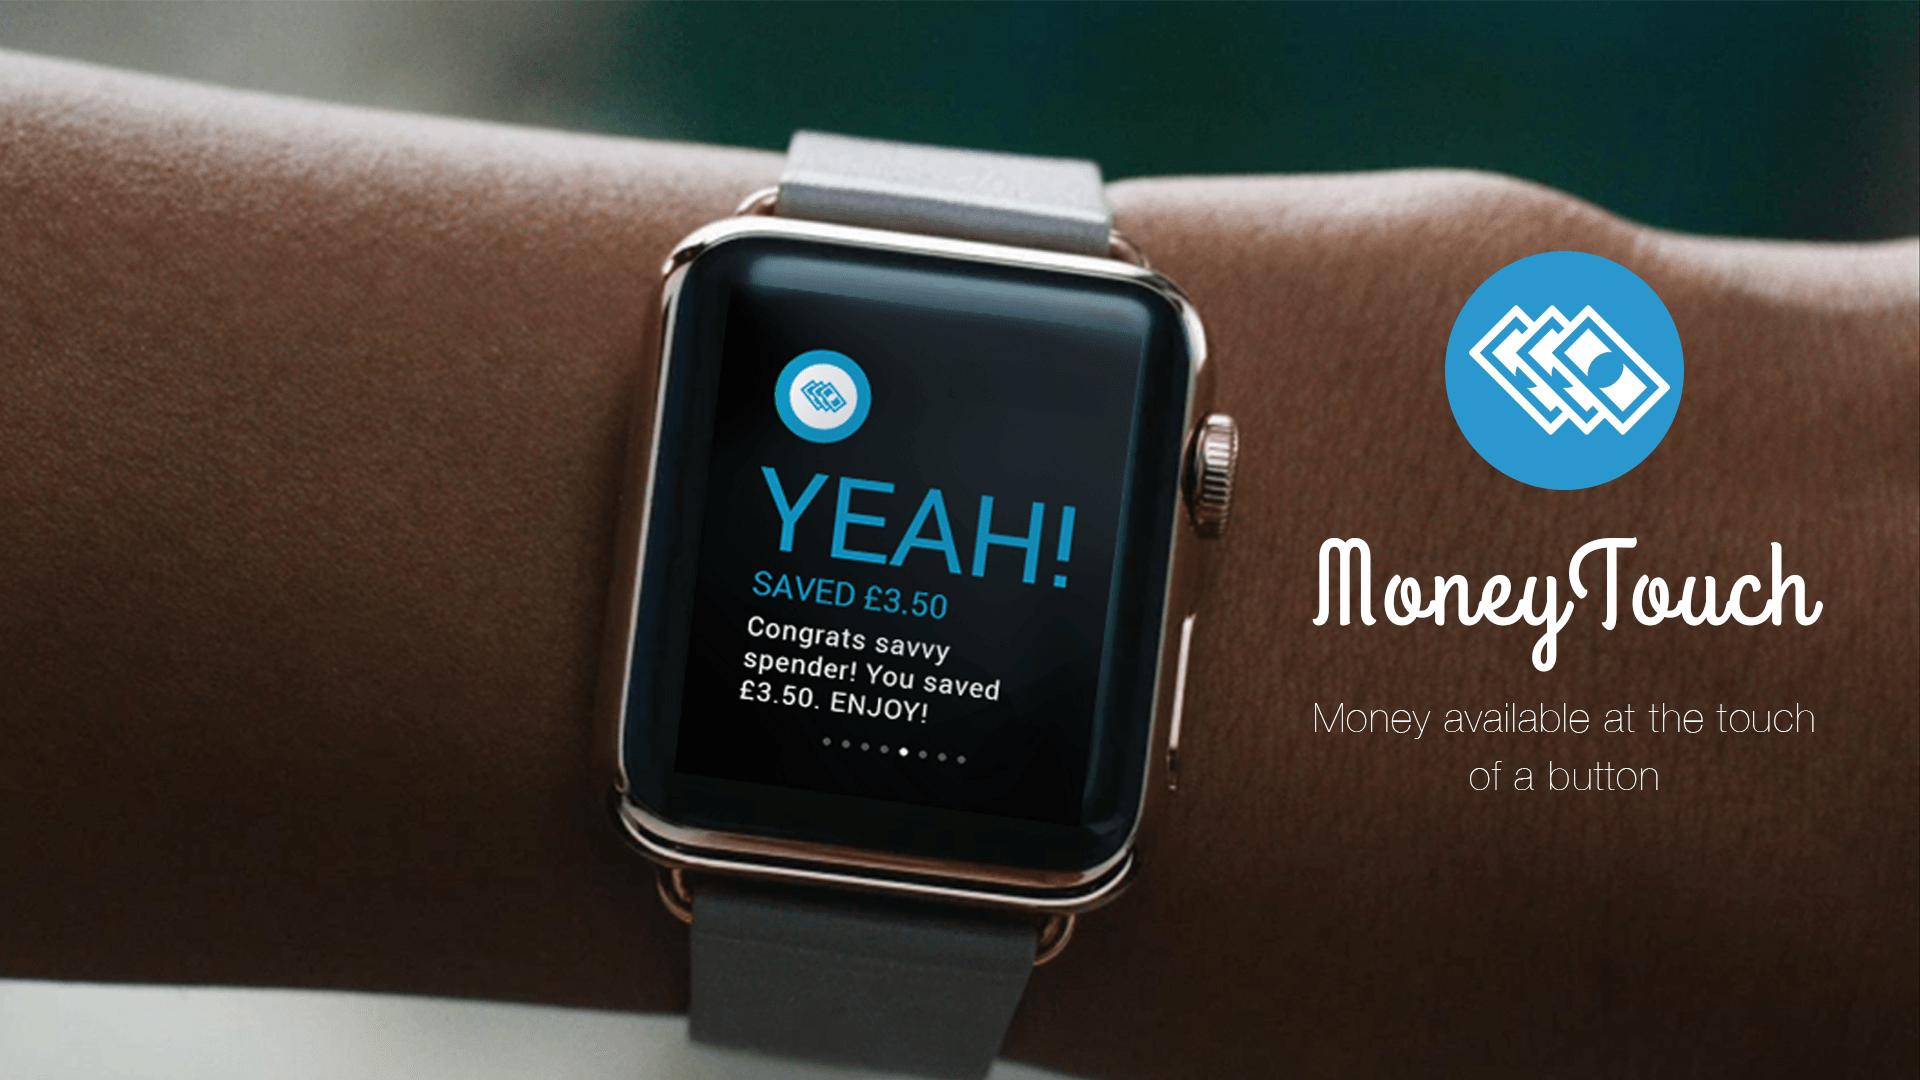 YEAH!
SAVED £3.50
Congrats savvy
spender! You saved
£3.50. ENJOY!
MoneyTouch
Money available at the touch
of a button